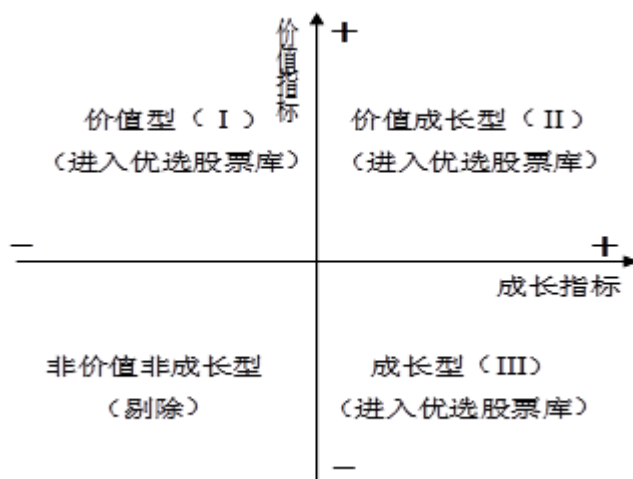 价值指标
+
价值型（Ⅰ）
（进入优选股票库）
价值成长型（II）
（进入优选股票库）
－
+
成长指标
非价值非成长型
（剔除）
成长型（III）
（进入优选股票库）
－